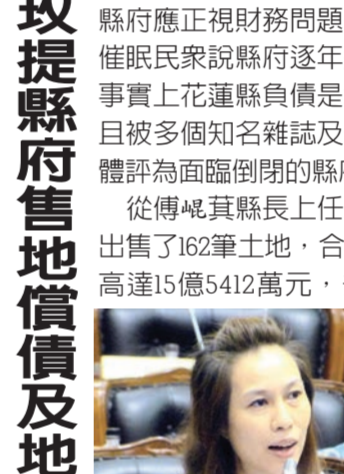 玫提縣府售地償債及地
縣府應正視財務問題
催眠民衆說縣府逐年
事實上花蓮縣負債是
且被多個知名雜誌及
體評為面臨倒閉的縣
從傅崐萁縣長上任
出售了162筆土地，合
高達15億5412萬元，